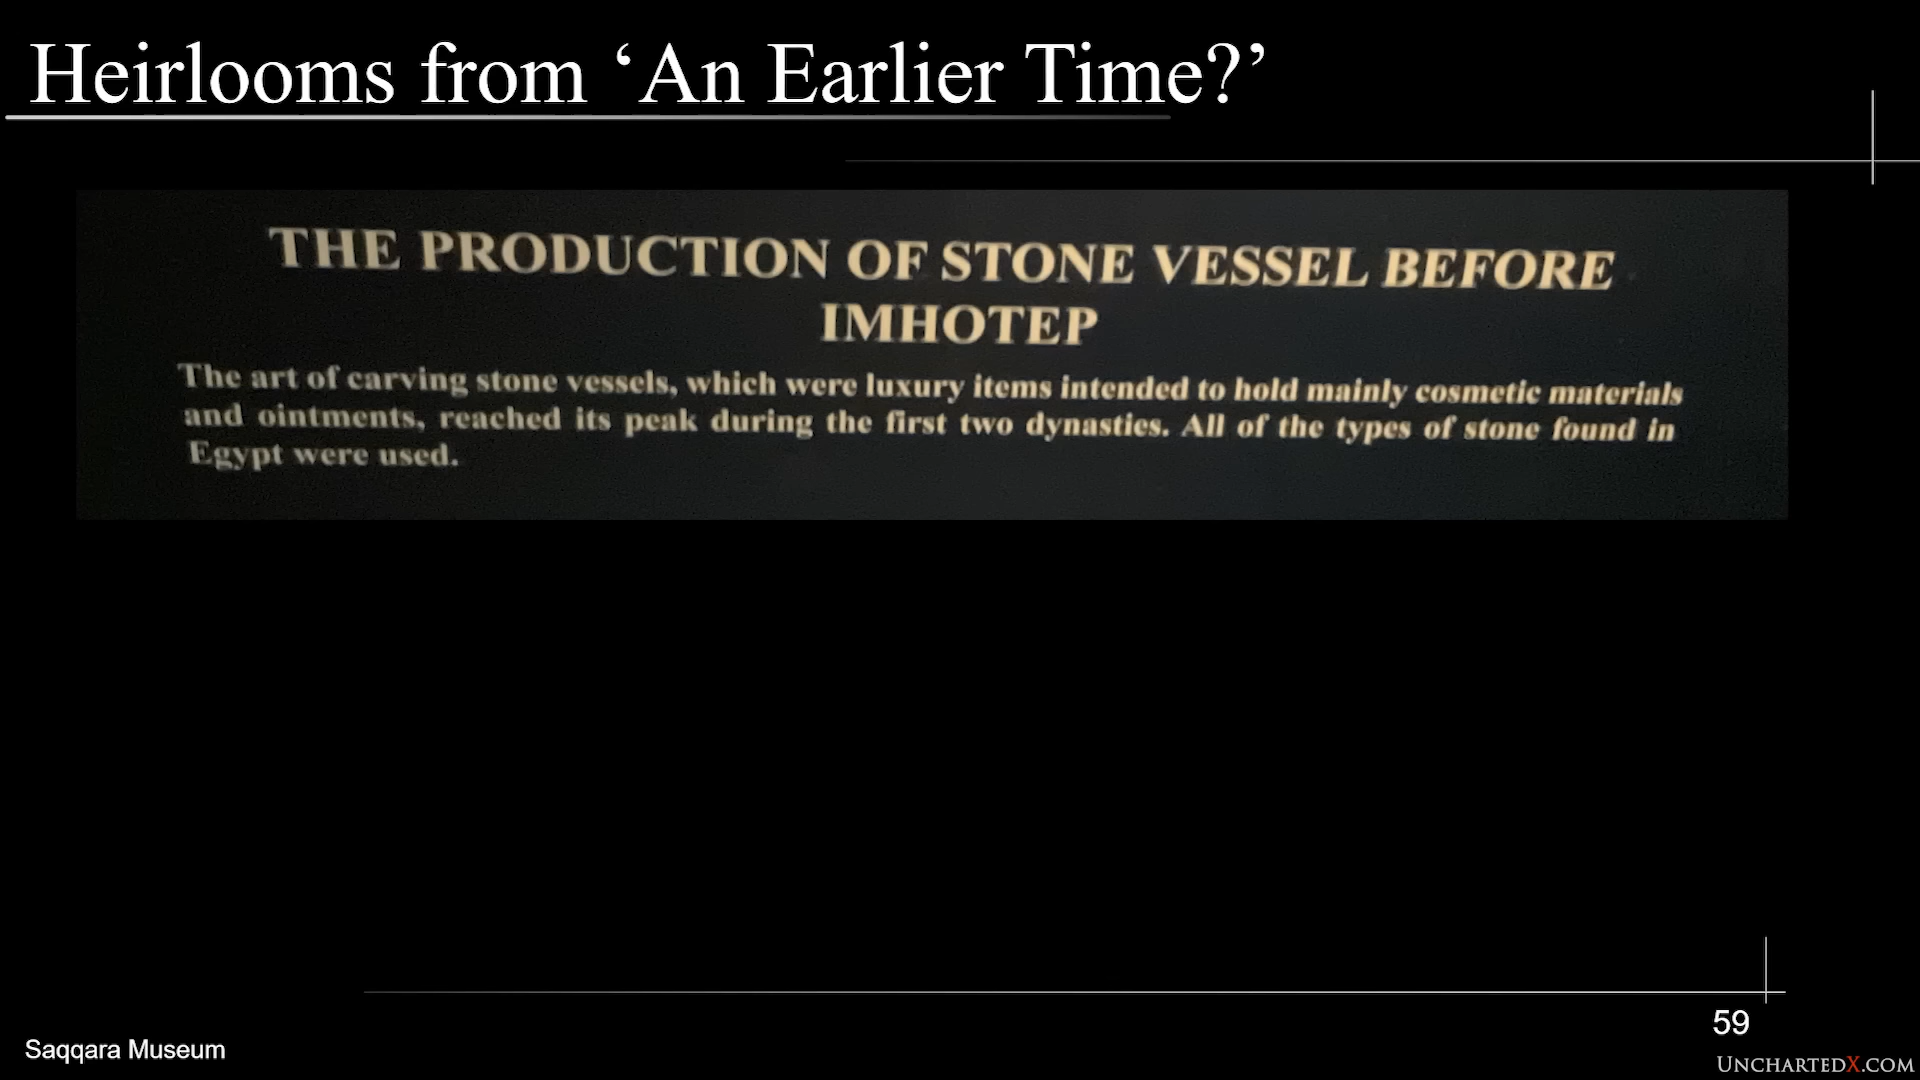 Heirlooms from ‘An Earlier Time?’
THE PRODUCTION OF STONE VESSEL BEFORE
IMHOTEP
The art of carving stone vessels, which were luxury items intended to hold mainly cosmetic materials
and ointments, reached its peak during the first two dynasties. All of the types of stone found in
Egypt were used.
59
Saqqara Museum
UNCHARTEDX.COM